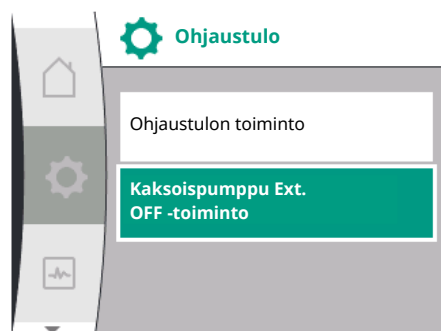 Ohjaustulo
Ohjaustulon toiminto
Kaksoispumppu Ext.
OFF -toiminto